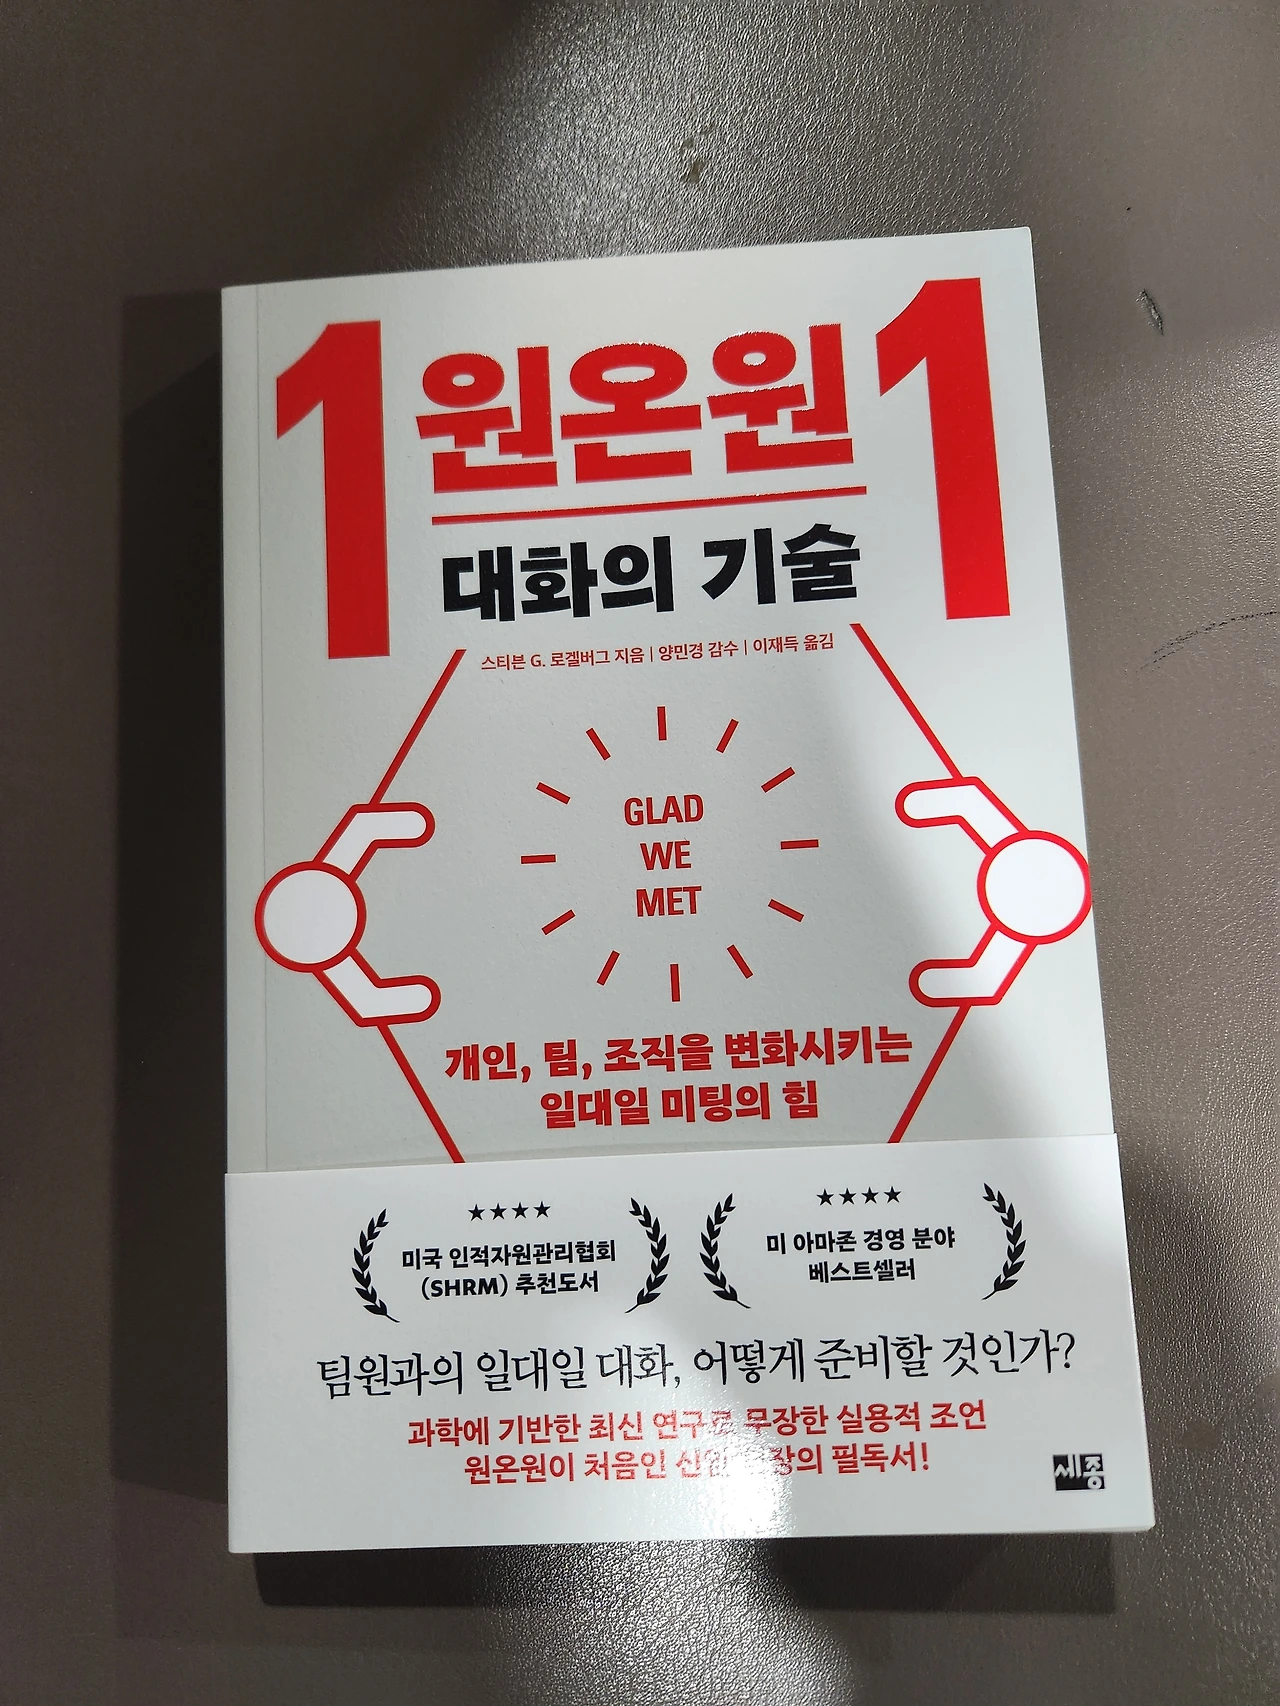 1 원온원 1
대화의 기술
스티븐 G. 로겔버그 지음 | 양민경 감수 | 이재득 옮김
GLAD
WE
MET
개인, 팀, 조직을 변화시키는
일대일 미팅의 힘
★★★★
미국 인적자원관리협회
(SHRM) 추천도서
★★★★
미 아마존 경영 분야
베스트셀러
팀원과의 일대일 대화, 어떻게 준비할 것인가?
과학에 기반한 최신 연구로 무장한 실용적 조언
원온원이 처음인 신임 팀장의 필독서!
세종